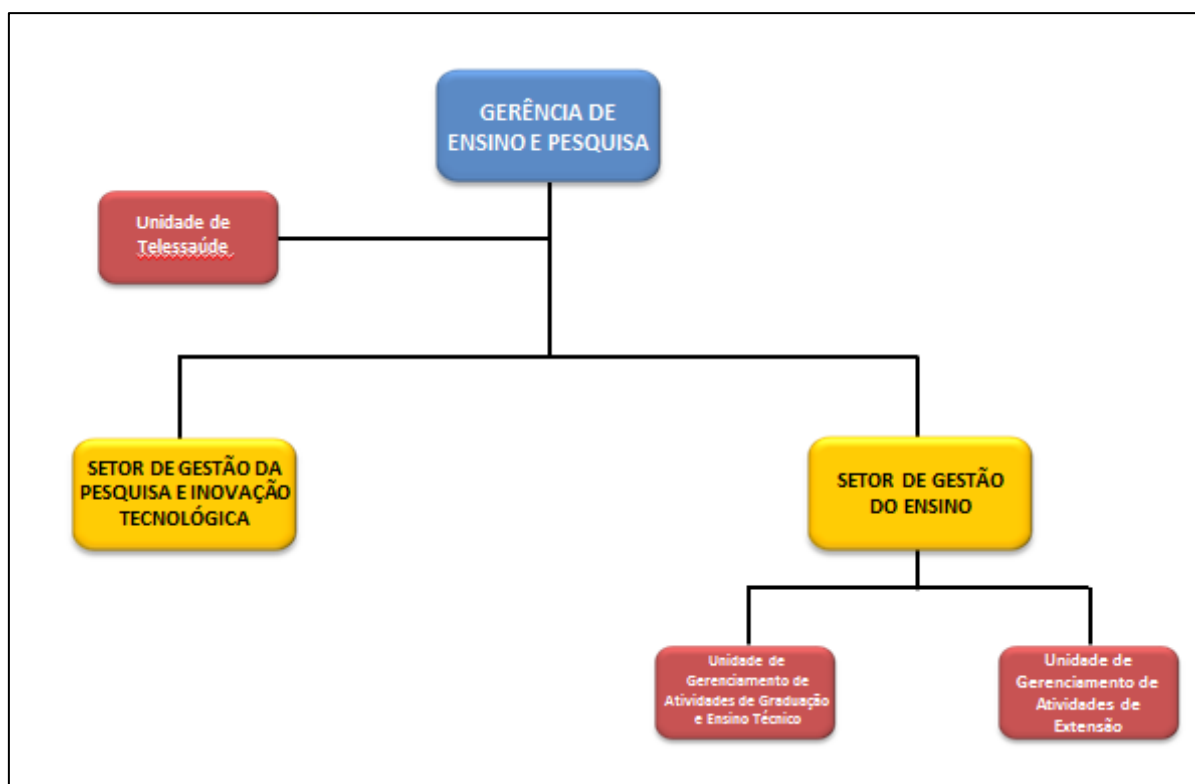 GERÊNCIA DE
ENSINO E PESQUISA
Unidade de
Telessaúde
SETOR DE GESTÃO DA
PESQUISA E INOVAÇÃO
TECNOLÓGICA
SETOR DE GESTÃO
DO ENSINO
Unidade de
Gerenciamento de
Atividades de Graduação
e Ensino Técnico
Unidade de
Gerenciamento de
Atividades de
Extensão